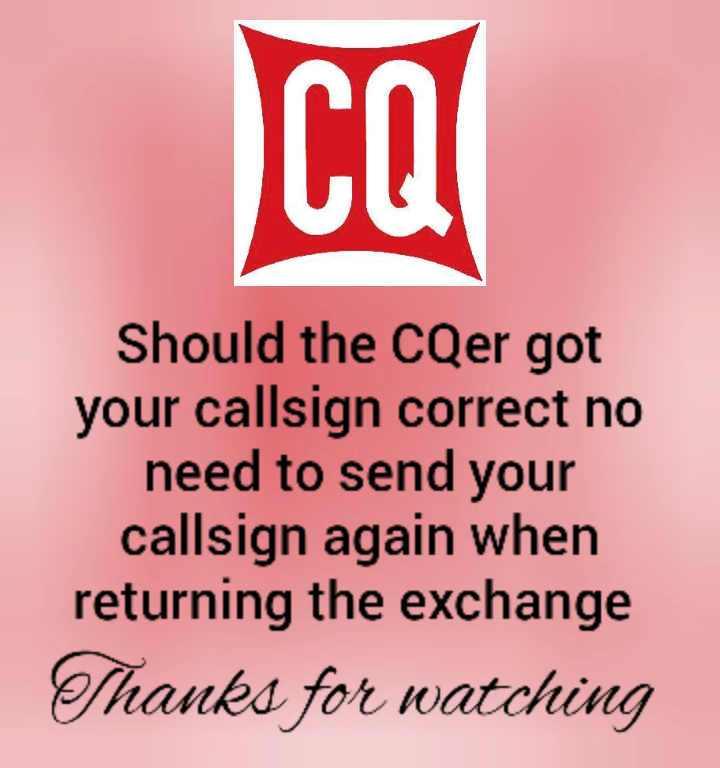 CQ
Should the CQer got
your callsign correct no
need to send your
callsign again when
returning the exchange
Thanks for watching